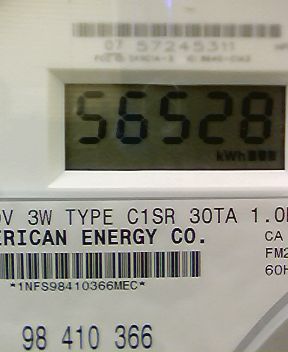 07 57245311
56528
kWh
V 3W TYPE C1SR 30TA 1.0
ERICAN ENERGY CO.
CA
FM2
60H
*1NFS98410366MEC*
98 410 366